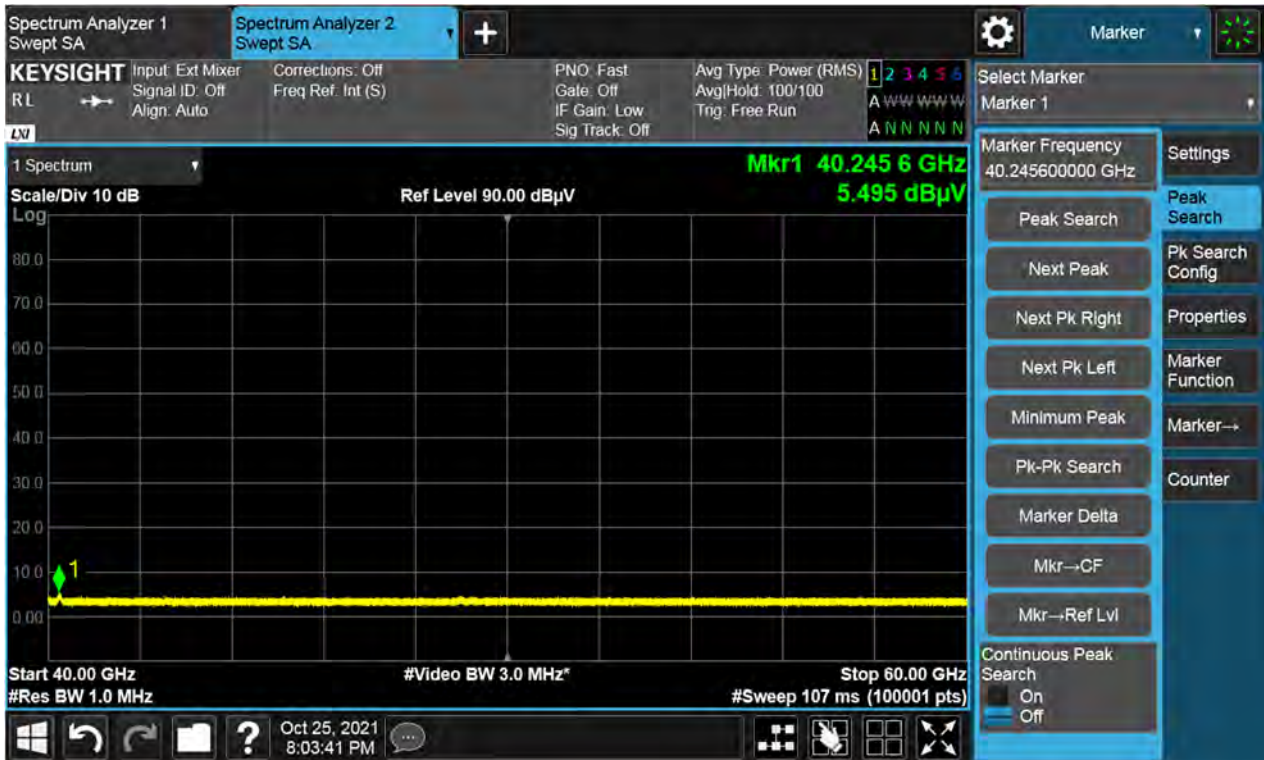 Spectrum Analyzer 1
Swept SA
Spectrum Analyzer 2
Swept SA
+
Marker
KEYSIGHT
RL
LXI
Input: Ext Mixer
Signal ID: Off
Align: Auto
Corrections: Off
Freq Ref: Int (S)
PNO: Fast
Gate: Off
IF Gain: Low
Sig Track: Off
Avg Type: Power (RMS)
Avg|Hold: 100/100
Trig: Free Run
1 2 3 4 5 6
A W W W W W
A N N N N N
Select Marker
Marker 1
1 Spectrum
Mkr1 40.245 6 GHz
5.495 dBµV
Scale/Div 10 dB
Ref Level 90.00 dBµV
Log
80.0
70.0
60.0
50.0
40.0
30.0
20.0
10.0
0.00
1
Start 40.00 GHz
#Res BW 1.0 MHz
#Video BW 3.0 MHz*
Stop 60.00 GHz
#Sweep 107 ms (100001 pts)
Marker Frequency
40.245600000 GHz
Peak Search
Next Peak
Next Pk Right
Next Pk Left
Minimum Peak
Pk-Pk Search
Marker Delta
Mkr→CF
Mkr→Ref Lvl
Continuous Peak
Search
On
Off
Settings
Peak
Search
Pk Search
Config
Properties
Marker
Function
Marker→
Counter
?
Oct 25, 2021
8:03:41 PM